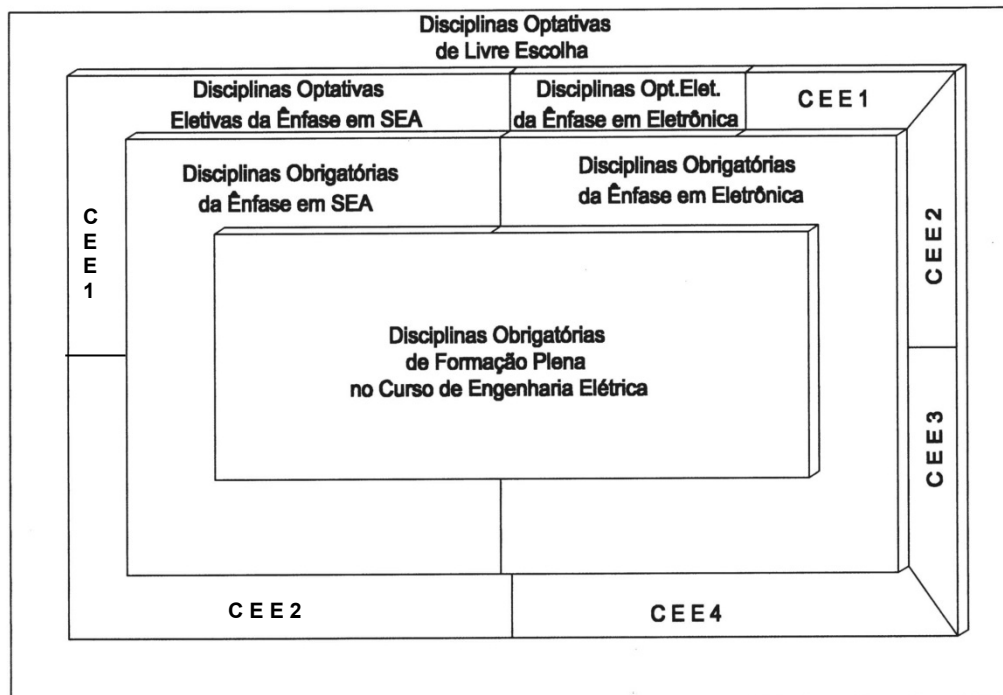 Disciplinas Optativas
de Livre Escolha
Disciplinas Optativas
Eletivas da Ênfase em SEA
Disciplinas Opt.Elet.
da Ênfase em Eletrônica
C E E 1
Disciplinas Obrigatórias
da Ênfase em SEA
Disciplinas Obrigatórias
da Ênfase em Eletrônica
C
E
E
1
C E E 2
Disciplinas Obrigatórias
de Formação Plena
no Curso de Engenharia Elétrica
C E E 3
C E E 2
C E E 4